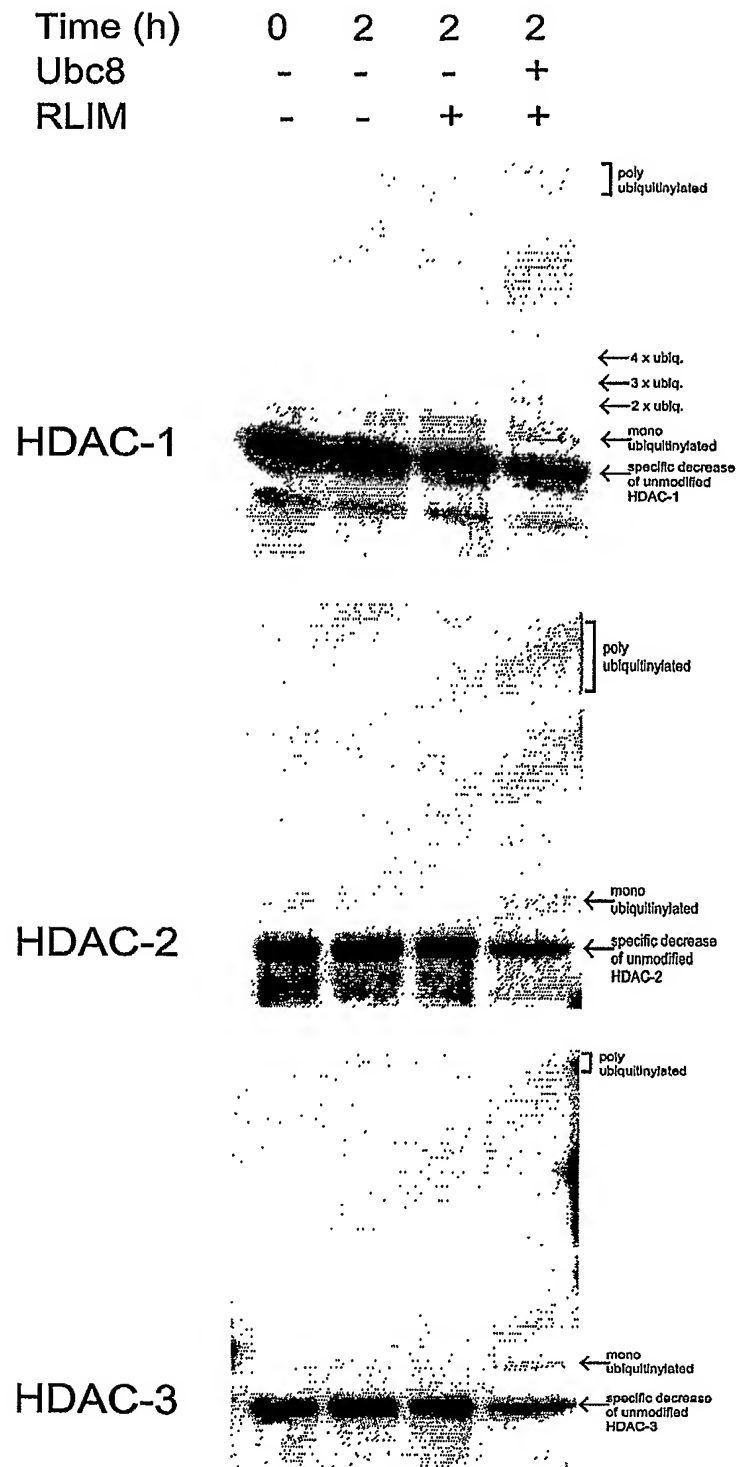 Time (h) 0 2 2 2
Ubc8 - - - +
RLIM - - + +
poly
ubiquitinylated
4 x ubiq.
3 x ubiq.
2 x ubiq.
HDAC-1
mono
ubiquitinylated
specific decrease
of unmodified
HDAC-1
poly
ubiquitinylated
mono
ubiquitinylated
HDAC-2
specific decrease
of unmodified
HDAC-2
poly
ubiquitinylated
mono
ubiquitinylated
HDAC-3
specific decrease
of unmodified
HDAC-3